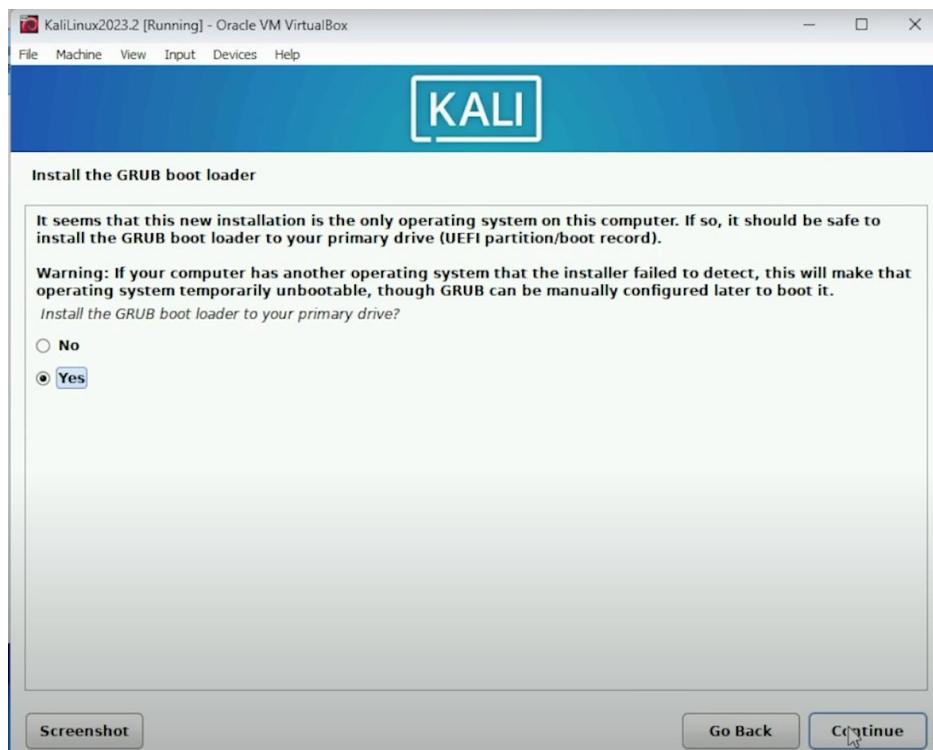 KaliLinux2023.2 [Running] - Oracle VM VirtualBox
File Machine View Input Devices Help
KALI
Install the GRUB boot loader
It seems that this new installation is the only operating system on this computer. If so, it should be safe to
install the GRUB boot loader to your primary drive (UEFI partition/boot record).
Warning: If your computer has another operating system that the installer failed to detect, this will make that
operating system temporarily unbootable, though GRUB can be manually configured later to boot it.
Install the GRUB boot loader to your primary drive?
No
Yes
Screenshot Go Back Continue